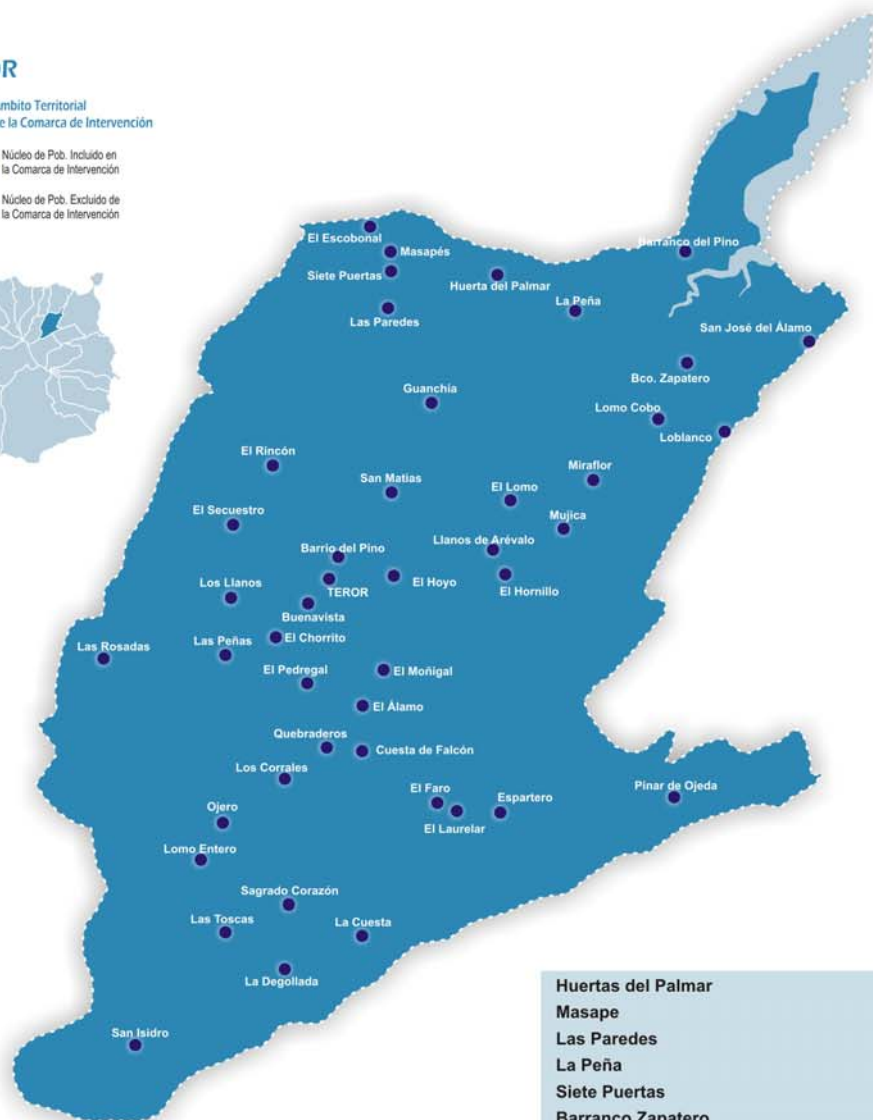 OR
mbito Territorial
e la Comarca de Intervención
Núcleo de Pob. Incluido en
la Comarca de Intervención
Núcleo de Pob. Excluido de
la Comarca de Intervención
El Escobonal
Masapés
Siete Puertas
Huerta del Palmar
Barranco del Pino
La Peña
Las Paredes
San José del Álamo
Bco. Zapatero
Guanchía
Lomo Cobo
Loblanco
El Rincón
Miraflor
San Matias
El Lomo
El Secuestro
Mujica
Llanos de Arévalo
Barrio del Pino
Los Llanos
TEROR
El Hoyo
El Hornillo
Buenavista
El Chorrito
Las Peñas
Las Rosadas
El Pedregal
El Moñigal
El Álamo
Quebraderos
Cuesta de Falcón
Los Corrales
El Faro
Espartero
Pinar de Ojeda
Ojero
El Laurelar
Lomo Entero
Sagrado Corazón
Las Toscas
La Cuesta
La Degollada
San Isidro
Huertas del Palmar
Masape
Las Paredes
La Peña
Siete Puertas
Barranco Zapatero